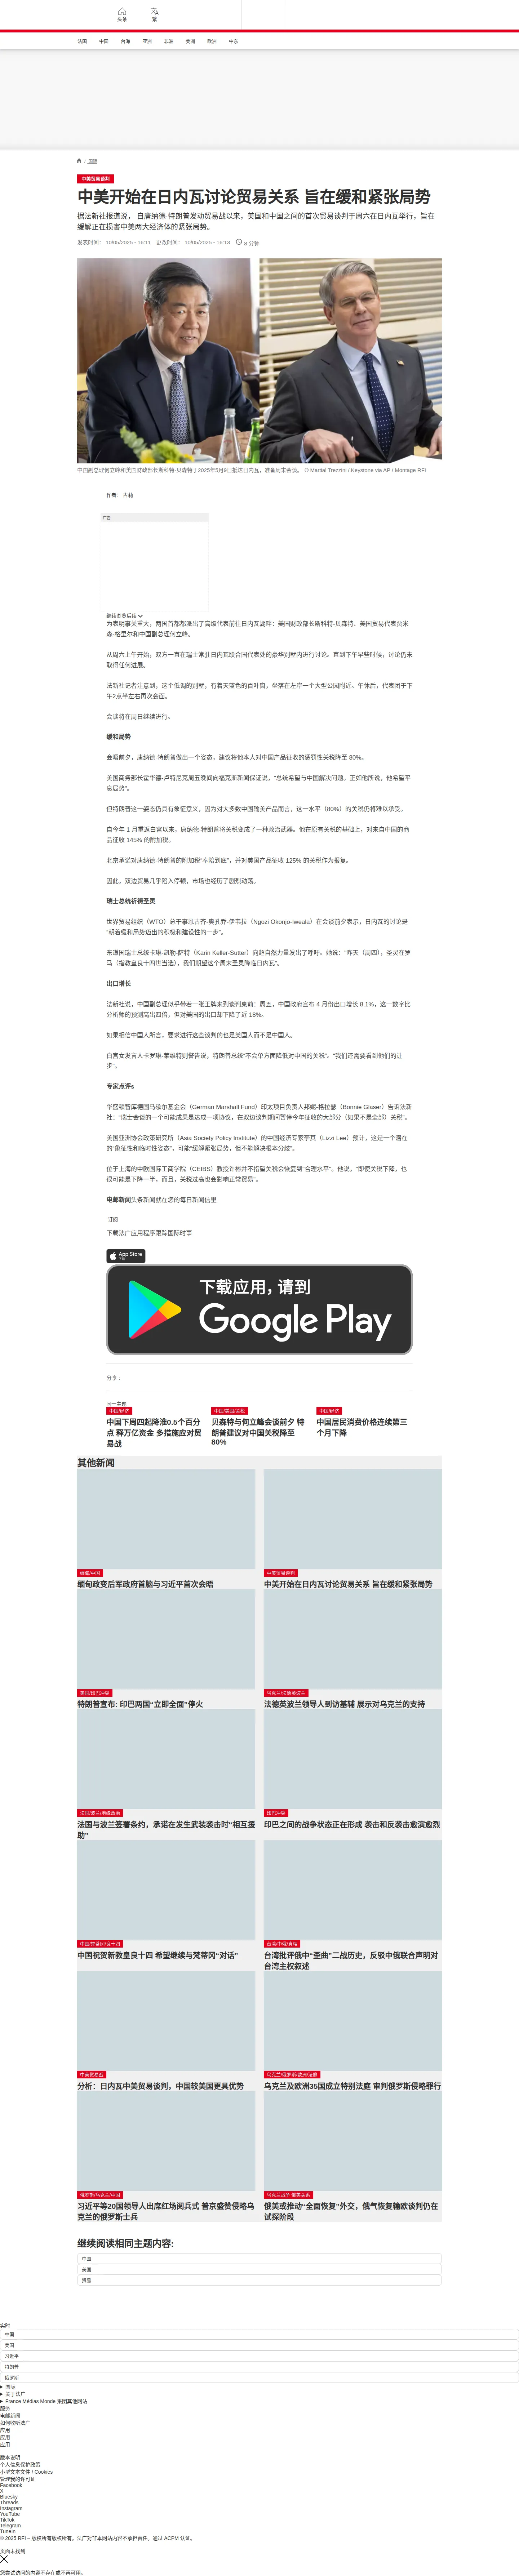 头条
繁
法国
中国
台海
亚洲
非洲
美洲
欧洲
中东
/ 国际
中美贸易谈判
中美开始在日内瓦讨论贸易关系 旨在缓和紧张局势
据法新社报道说， 自唐纳德·特朗普发动贸易战以来，美国和中国之间的首次贸易谈判于周六在日内瓦举行，旨在
缓解正在损害中美两大经济体的紧张局势。
发表时间： 10/05/2025 - 16:11 更改时间： 10/05/2025 - 16:13 8 分钟
中国副总理何立峰和美国财政部长斯科特·贝森特于2025年5月9日抵达日内瓦，准备周末会谈。 © Martial Trezzini / Keystone via AP / Montage RFI
作者： 古莉
广告
继续浏览后续
为表明事关重大，两国首都都派出了高级代表前往日内瓦湖畔：美国财政部长斯科特·贝森特、美国贸易代表贾米
森·格里尔和中国副总理何立峰。
从周六上午开始，双方一直在瑞士常驻日内瓦联合国代表处的豪华别墅内进行讨论。直到下午早些时候，讨论仍未
取得任何进展。
法新社记者注意到，这个低调的别墅，有着天蓝色的百叶窗，坐落在左岸一个大型公园附近。午休后，代表团于下
午2点半左右再次会面。
会谈将在周日继续进行。
缓和局势
会晤前夕，唐纳德·特朗普做出一个姿态，建议将他本人对中国产品征收的惩罚性关税降至 80%。
美国商务部长霍华德-卢特尼克周五晚间向福克斯新闻保证说，“总统希望与中国解决问题。正如他所说，他希望平
息局势”。
但特朗普这一姿态仍具有象征意义，因为对大多数中国输美产品而言，这一水平（80%）的关税仍将难以承受。
自今年 1 月重返白宫以来，唐纳德·特朗普将关税变成了一种政治武器。他在原有关税的基础上，对来自中国的商
品征收 145% 的附加税。
北京承诺对唐纳德·特朗普的附加税“奉陪到底”，并对美国产品征收 125% 的关税作为报复。
因此，双边贸易几乎陷入停顿，市场也经历了剧烈动荡。
瑞士总统祈祷圣灵
世界贸易组织（WTO）总干事恩古齐-奥孔乔-伊韦拉（Ngozi Okonjo-Iweala）在会谈前夕表示，日内瓦的讨论是
“朝着缓和局势迈出的积极和建设性的一步”。
东道国瑞士总统卡琳-凯勒-萨特（Karin Keller-Sutter）向超自然力量发出了呼吁。她说：“昨天（周四），圣灵在罗
马（指教皇良十四世当选），我们期望这个周末圣灵降临日内瓦”。
出口增长
法新社说，中国副总理似乎带着一张王牌来到谈判桌前：周五，中国政府宣布 4 月份出口增长 8.1%，这一数字比
分析师的预测高出四倍，但对美国的出口却下降了近 18%。
如果相信中国人所言，要求进行这些谈判的也是美国人而不是中国人。
白宫女发言人卡罗琳-莱维特则警告说，特朗普总统“不会单方面降低对中国的关税”。“我们还需要看到他们的让
步”。
专家点评s
华盛顿智库德国马歇尔基金会（German Marshall Fund）印太项目负责人邦妮-格拉瑟（Bonnie Glaser）告诉法新
社：“瑞士会谈的一个可能成果是达成一项协议，在双边谈判期间暂停今年征收的大部分（如果不是全部）关税”。
美国亚洲协会政策研究所（Asia Society Policy Institute）的中国经济专家李其（Lizzi Lee）预计，这是一个潜在
的“象征性和临时性姿态”，可能“缓解紧张局势，但不能解决根本分歧”。
位于上海的中欧国际工商学院（CEIBS）教授许彬并不指望关税会恢复到“合理水平”。他说，“即使关税下降，也
很可能是下降一半，而且，关税过高也会影响正常贸易”。
电邮新闻头条新闻就在您的每日新闻信里
订阅
下载法广应用程序跟踪国际时事
App Store
下载
下载应用，请到
Google Play
分享 :
同一主题
中国/经济
中国下周四起降准0.5个百分
点 释万亿资金 多措施应对贸
易战
中国/美国/关税
贝森特与何立峰会谈前夕 特
朗普建议对中国关税降至
80%
中国/经济
中国居民消费价格连续第三
个月下降
其他新闻
缅甸/中国
缅甸政变后军政府首脑与习近平首次会晤
中美贸易谈判
中美开始在日内瓦讨论贸易关系 旨在缓和紧张局势
美国/印巴冲突
特朗普宣布: 印巴两国“立即全面”停火
乌克兰/法德英波兰
法德英波兰领导人到访基辅 展示对乌克兰的支持
法国/波兰/地缘政治
法国与波兰签署条约，承诺在发生武装袭击时“相互援
助”
印巴冲突
印巴之间的战争状态正在形成 袭击和反袭击愈演愈烈
中国/梵蒂冈/良十四
中国祝贺新教皇良十四 希望继续与梵蒂冈“对话”
台湾/中俄/真相
台湾批评俄中“歪曲”二战历史，反驳中俄联合声明对
台湾主权叙述
中美贸易战
分析：日内瓦中美贸易谈判，中国较美国更具优势
乌克兰/俄罗斯/欧洲/法庭
乌克兰及欧洲35国成立特别法庭 审判俄罗斯侵略罪行
俄罗斯/乌克兰/中国
习近平等20国领导人出席红场阅兵式 普京盛赞侵略乌
克兰的俄罗斯士兵
乌克兰战争 俄美关系
俄美或推动“全面恢复”外交，俄气恢复输欧谈判仍在
试探阶段
继续阅读相同主题内容:
中国
美国
贸易
实时
中国
美国
习近平
特朗普
俄罗斯
国际
关于法广
France Médias Monde 集团其他网站
服务
电邮新闻
如何收听法广
应用
应用
应用
版本说明
个人信息保护政策
小型文本文件 / Cookies
管理我的许可证
Facebook
X
Bluesky
Threads
Instagram
YouTube
TikTok
Telegram
TuneIn
© 2025 RFI – 版权所有版权所有。法广对非本网站内容不承担责任。通过 ACPM 认证。
页面未找到
您尝试访问的内容不存在或不再可用。